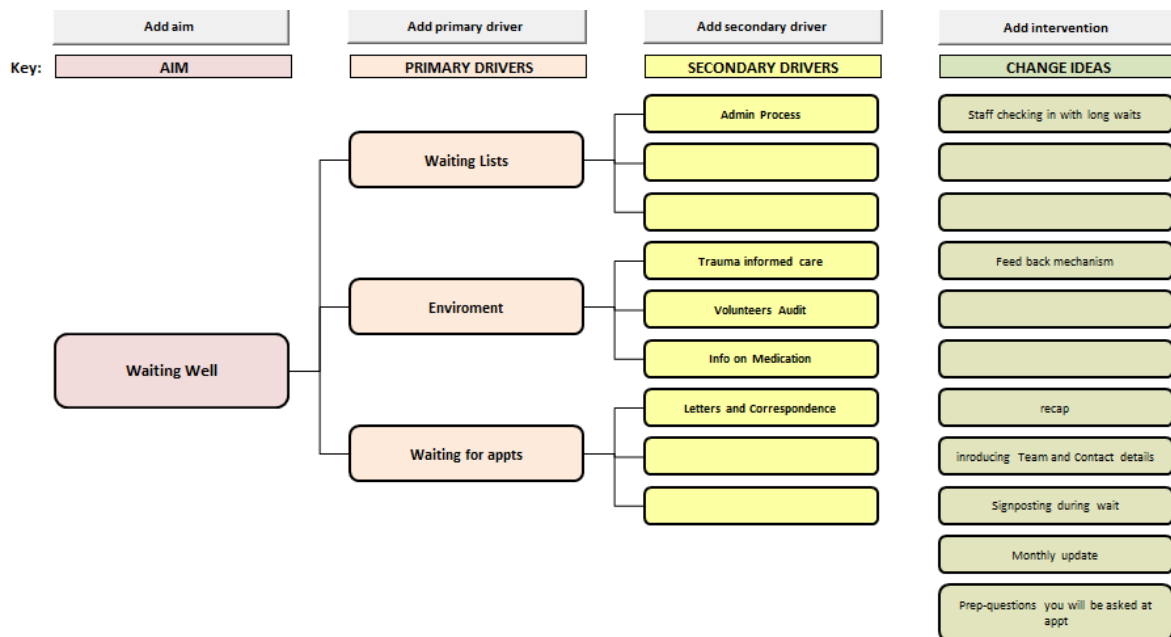 Add aim
Add primary driver
Add secondary driver
Add intervention
Key:
AIM
PRIMARY DRIVERS
SECONDARY DRIVERS
CHANGE IDEAS
Waiting Well
Waiting Lists
Enviroment
Waiting for appts
Admin Process
Trauma informed care
Volunteers Audit
Info on Medication
Letters and Correspondence
Staff checking in with long waits
Feed back mechanism
recap
inroducing Team and Contact details
Signposting during wait
Monthly update
Prep-questions you will be asked at
appt